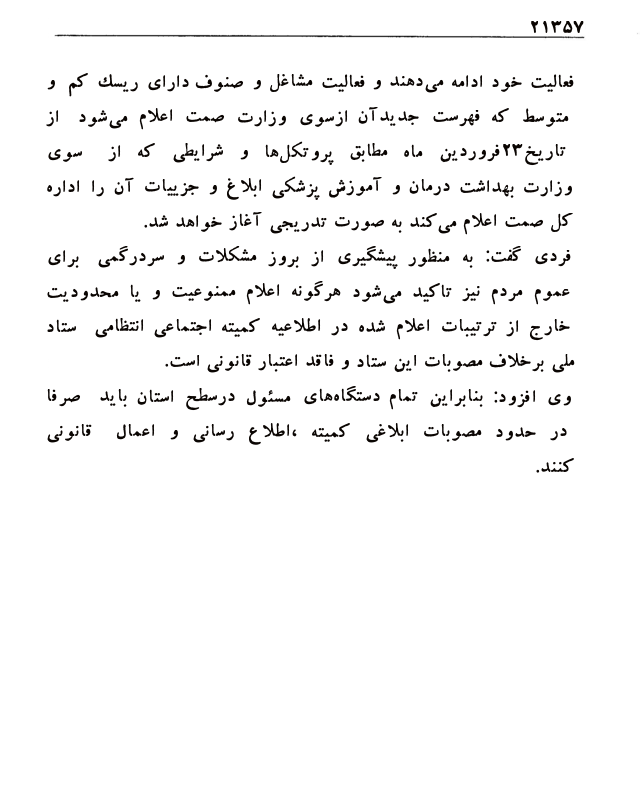 ۲۱۳۵۷
فعالیت خود ادامه می‌دهند و فعالیت مشاغل و صنوف دارای ریسك کم و
متوسط که فهرست جدیدآن ازسوی وزارت صمت اعلام می‌شود از
تاریخ۲۳فروردین ماه مطابق پروتکل‌ها و شرایطی که از سوی
وزارت بهداشت درمان و آموزش پزشکی ابلاغ و جزییات آن را اداره
کل صمت اعلام می‌کند به صورت تدریجی آغاز خواهد شد.
فردی گفت: به منظور پیشگیری از بروز مشکلات و سردرگمی برای
عموم مردم نیز تاکید می‌شود هرگونه اعلام ممنوعیت و یا محدودیت
خارج از ترتیبات اعلام شده در اطلاعیه کمیته اجتماعی انتظامی ستاد
ملی برخلاف مصوبات این ستاد و فاقد اعتبار قانونی است.
وی افزود: بنابراین تمام دستگاه‌های مسئول درسطح استان باید صرفا
در حدود مصوبات ابلاغی کمیته ،اطلاع رسانی و اعمال قانونی
کنند.